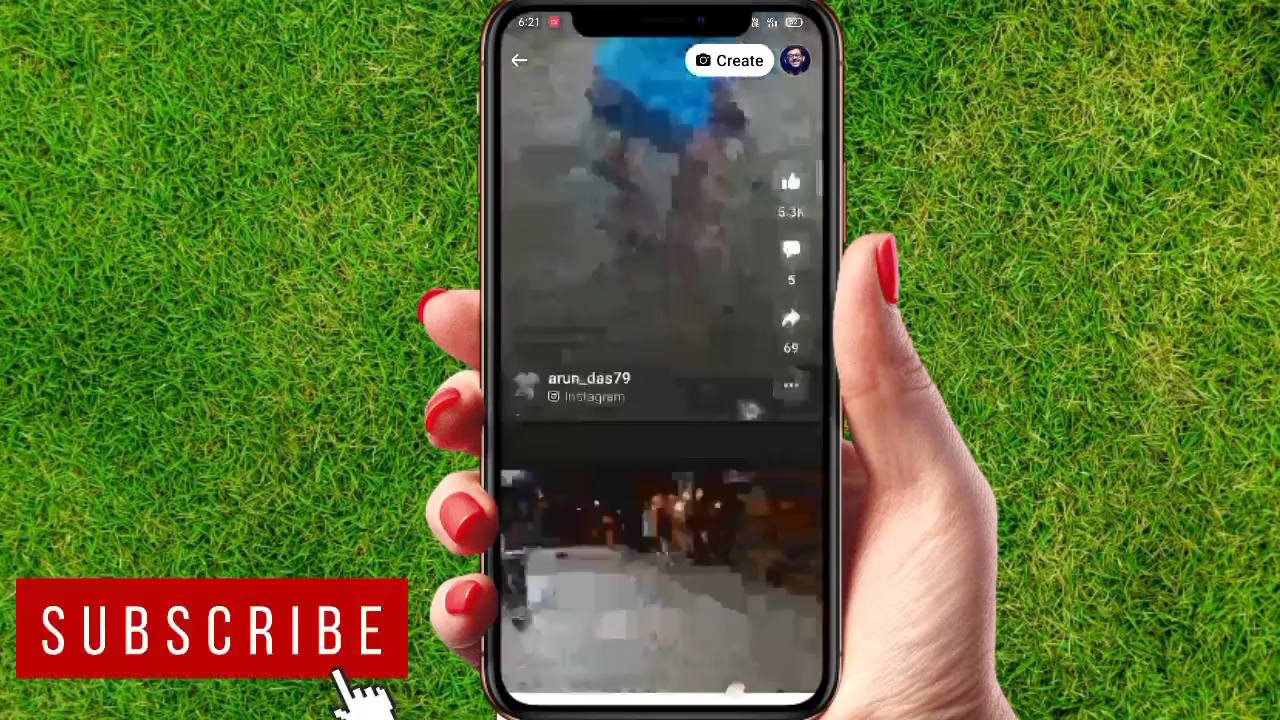 6:21
Create
5.3K
5
69
arun_das79
Instagram
SUBSCRIBE